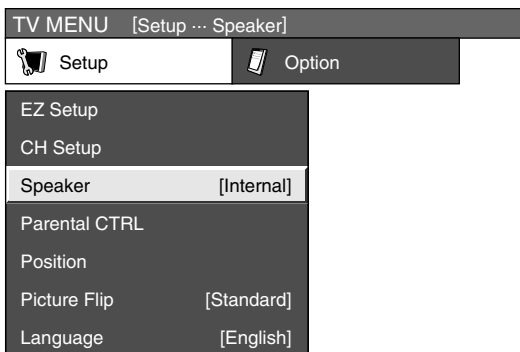 TV MENU [Setup ··· Speaker]
Setup Option
EZ Setup
CH Setup
Speaker [Internal]
Parental CTRL
Position
Picture Flip [Standard]
Language [English]